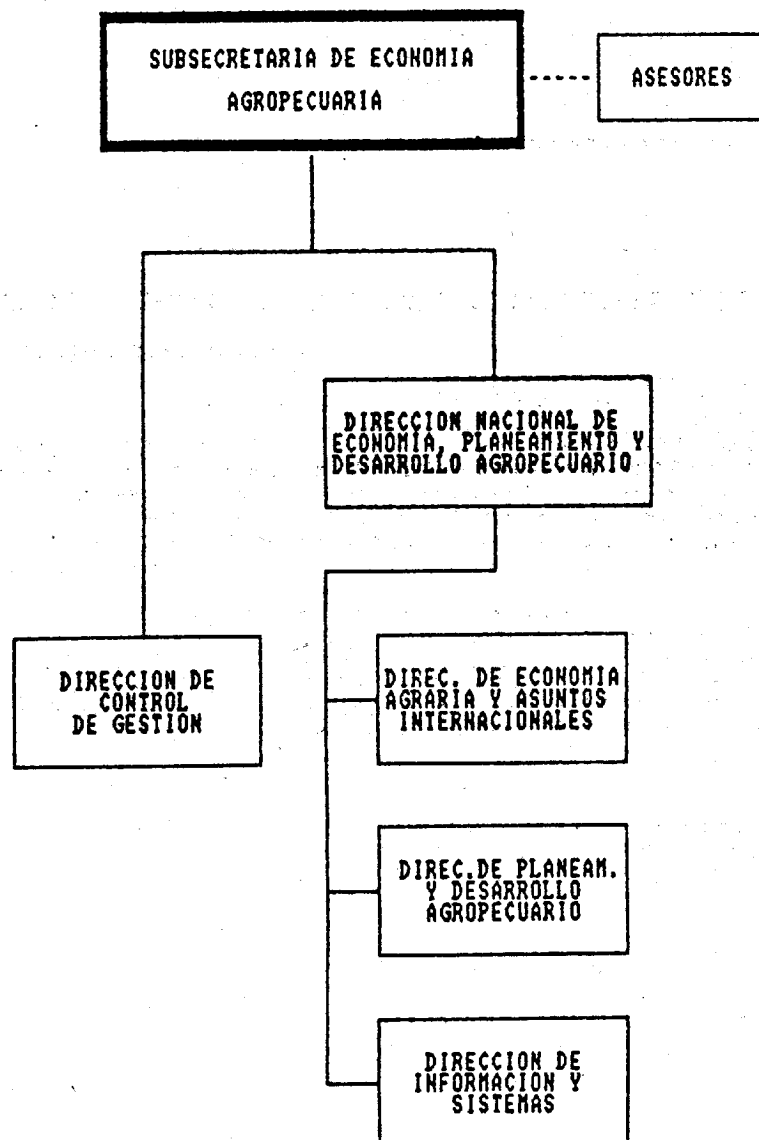 SUBSECRETARIA DE ECONOMIA
AGROPECUARIA
ASESORES
DIRECCION NACIONAL DE
ECONOMIA, PLANEAMIENTO Y
DESARROLLO AGROPECUARIO
DIRECCION DE
CONTROL
DE GESTION
DIREC. DE ECONOMIA
AGRARIA Y ASUNTOS
INTERNACIONALES
DIREC.DE PLANEAM.
Y DESARROLLO
AGROPECUARIO
DIRECCION DE
INFORMACION Y
SISTEMAS